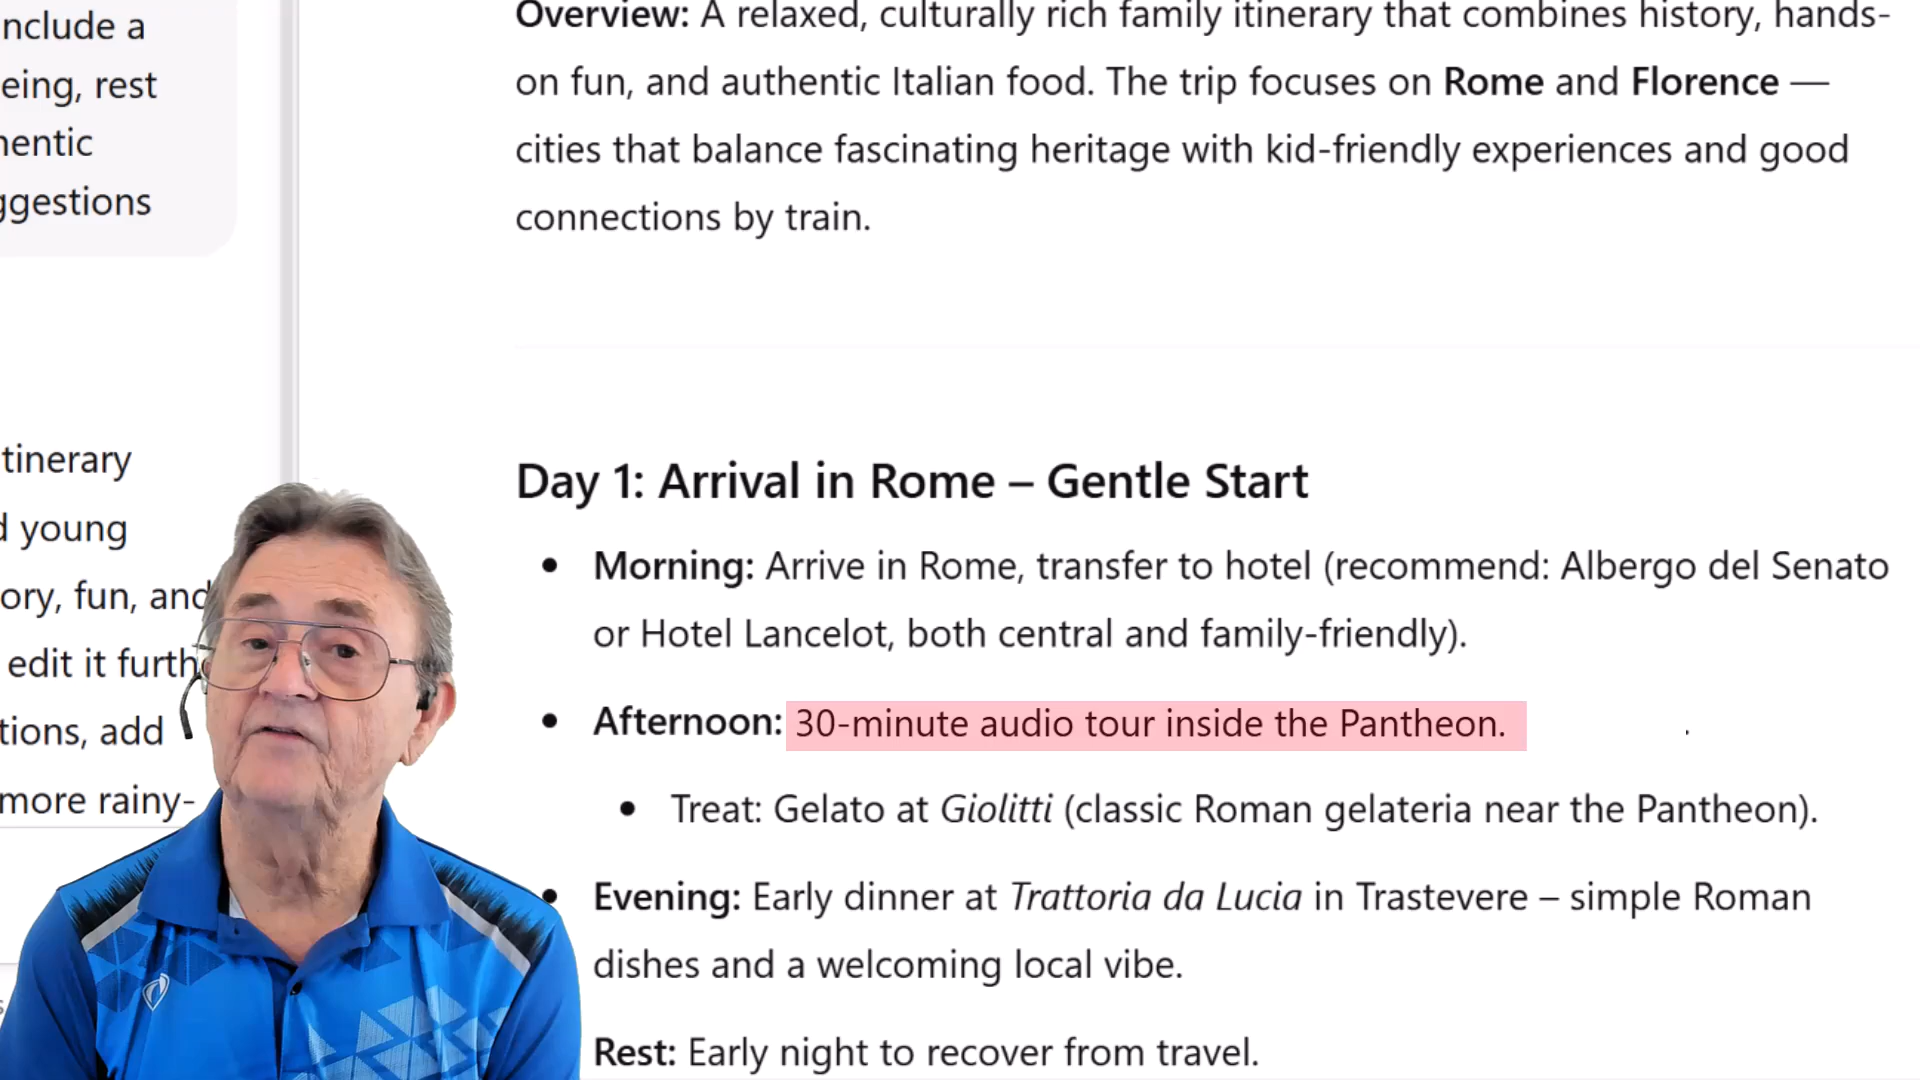 nclude a
eing, rest
hentic
ggestions
tinerary
d young
ory, fun, and
edit it furth
tions, add
more rainy-
Overview: A relaxed, culturally rich family itinerary that combines history, hands-
on fun, and authentic Italian food. The trip focuses on Rome and Florence —
cities that balance fascinating heritage with kid-friendly experiences and good
connections by train.
Day 1: Arrival in Rome – Gentle Start
• Morning: Arrive in Rome, transfer to hotel (recommend: Albergo del Senato
or Hotel Lancelot, both central and family-friendly).
• Afternoon: 30-minute audio tour inside the Pantheon.
• Treat: Gelato at Giolitti (classic Roman gelateria near the Pantheon).
• Evening: Early dinner at Trattoria da Lucia in Trastevere – simple Roman
dishes and a welcoming local vibe.
Rest: Early night to recover from travel.